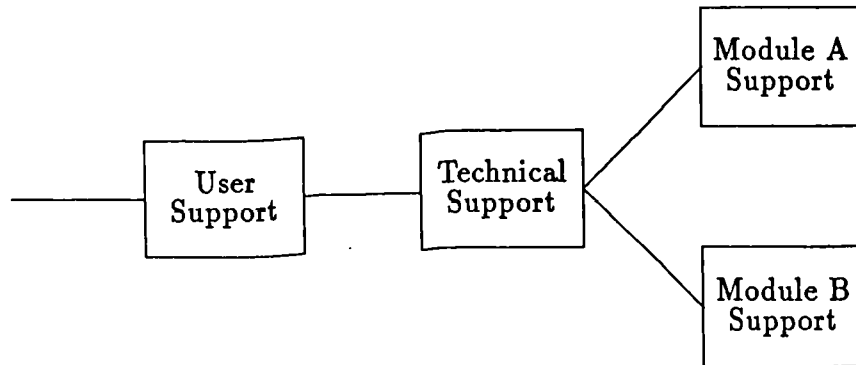 User
Support
Technical
Support
Module A
Support
Module B
Support